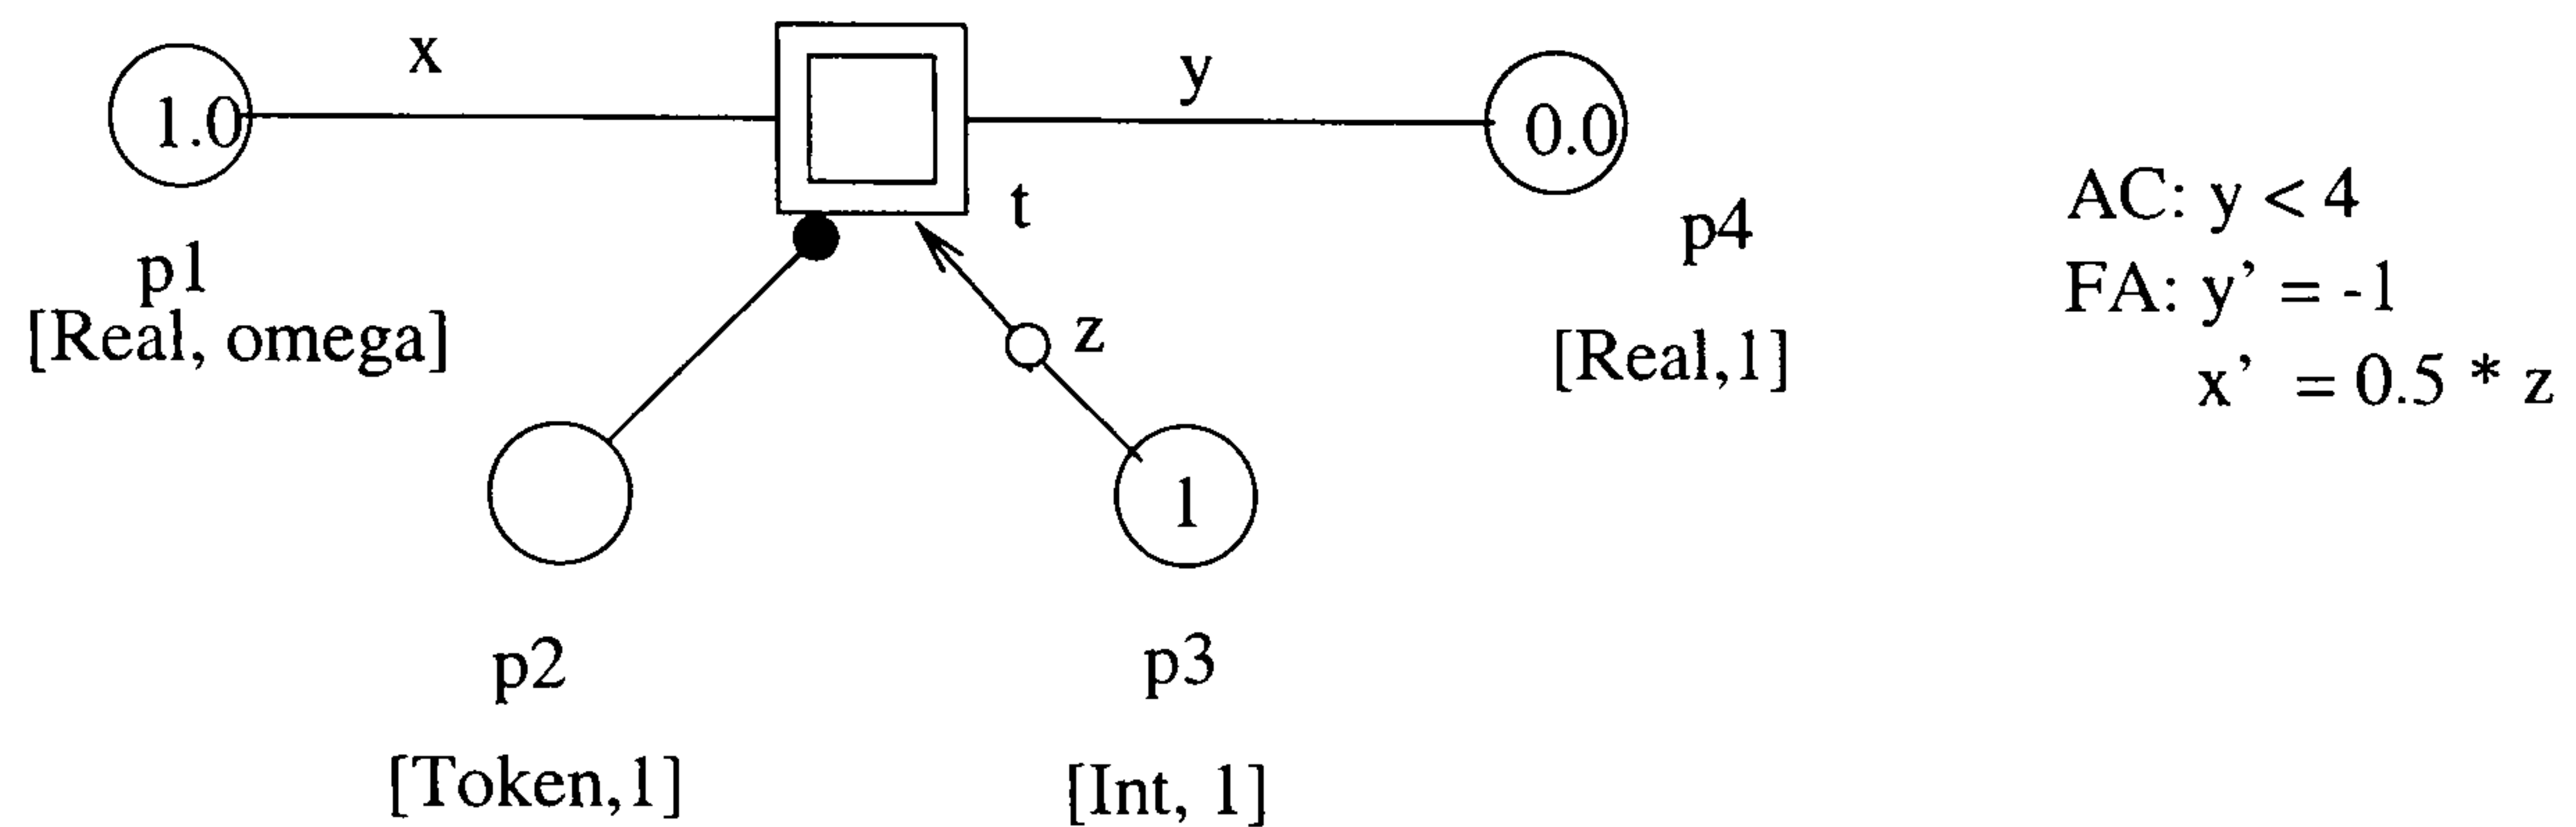 x
y
1.0
0.0
t
AC: y < 4
p1
p4
FA: y' = -1
[Real, omega]
z
[Real,1]
x' = 0.5 * z
1
p2
p3
[Token,1]
[Int, 1]